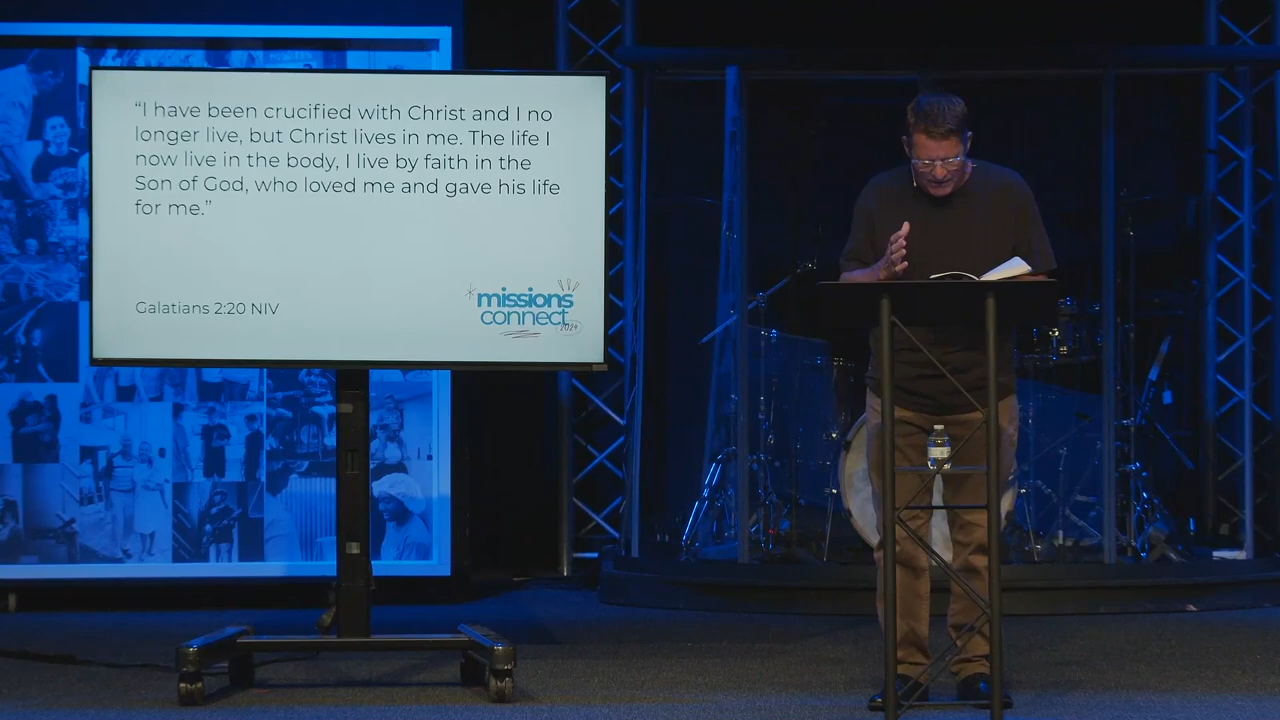 “I have been crucified with Christ and I no
longer live, but Christ lives in me. The life I
now live in the body, I live by faith in the
Son of God, who loved me and gave his life
for me.”
Galatians 2:20 NIV
missions
connect
2024